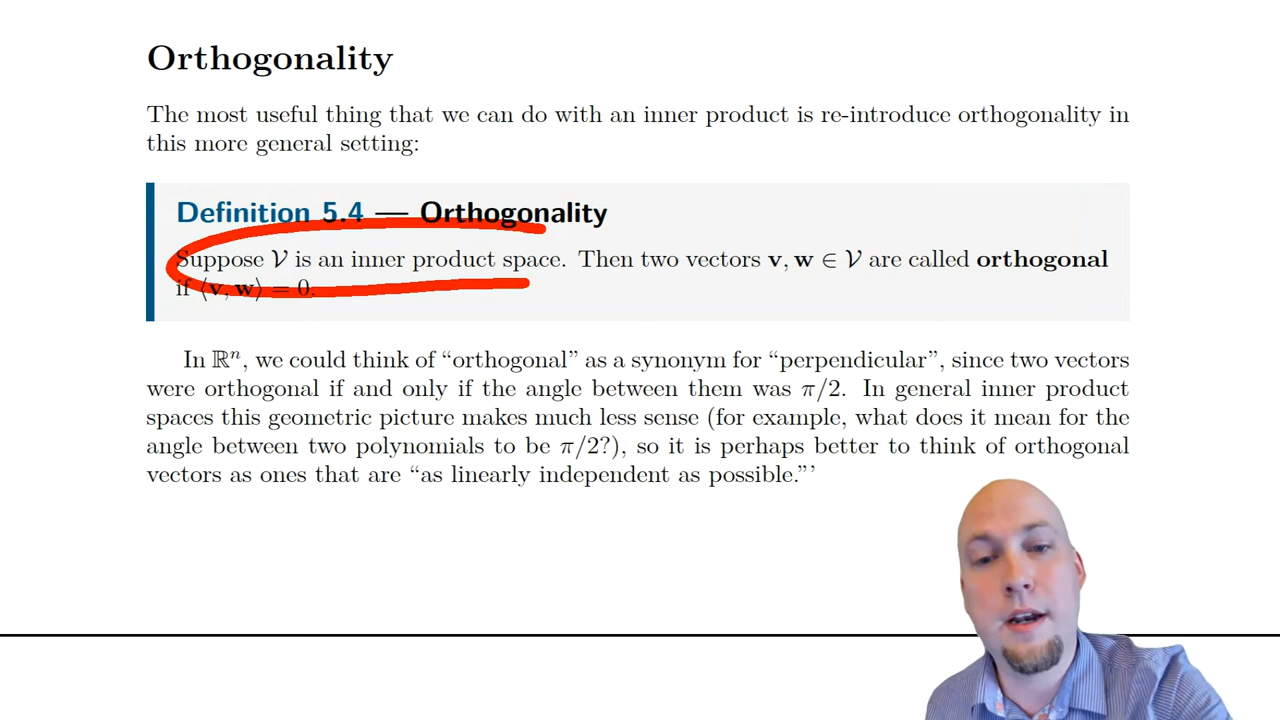 Orthogonality
The most useful thing that we can do with an inner product is re-introduce orthogonality in
this more general setting:
Definition 5.4 — Orthogonality
Suppose 𝒱 is an inner product space. Then two vectors v, w ∈ 𝒱 are called orthogonal
if ⟨v, w⟩ = 0.
In ℝⁿ, we could think of “orthogonal” as a synonym for “perpendicular”, since two vectors
were orthogonal if and only if the angle between them was π/2. In general inner product
spaces this geometric picture makes much less sense (for example, what does it mean for the
angle between two polynomials to be π/2?), so it is perhaps better to think of orthogonal
vectors as ones that are “as linearly independent as possible.”’